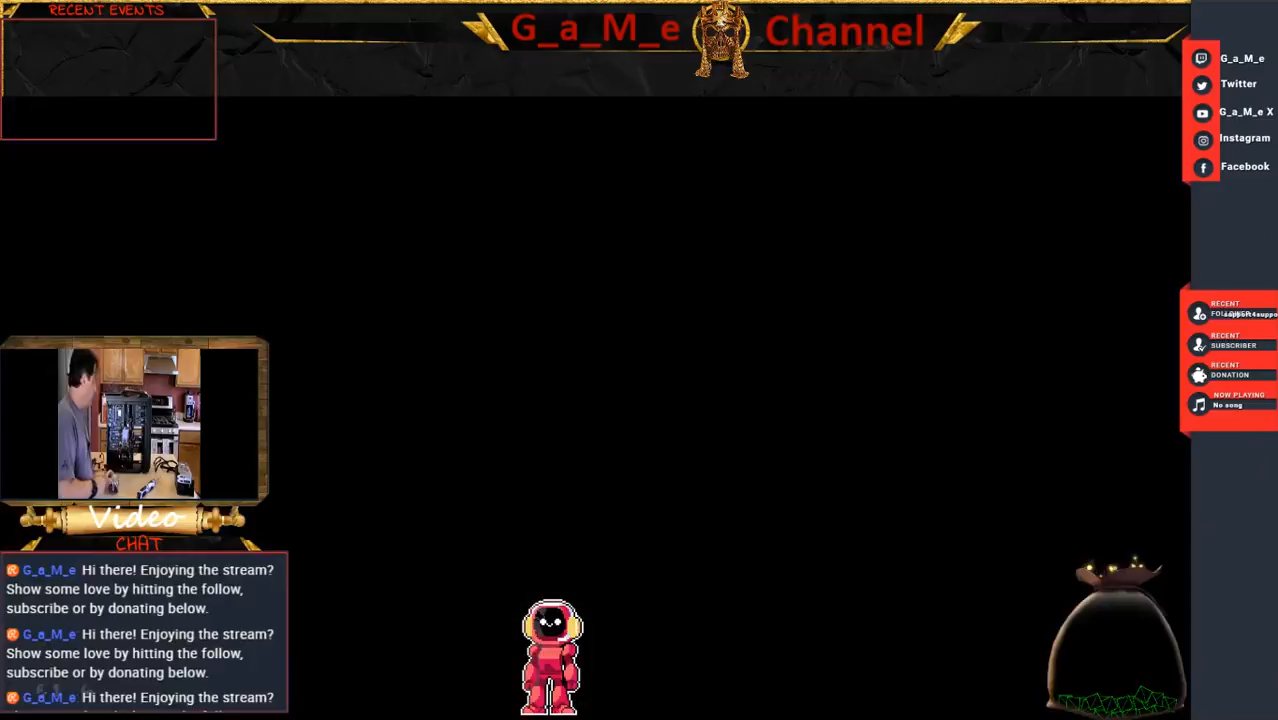 RECENT EVENTS
G_a_M_e Channel
G_a_M_e
Twitter
G_a_M_e X
Instagram
Facebook
RECENT
FOLLOWER
RECENT
SUBSCRIBER
RECENT
DONATION
NOW PLAYING
No song
Video
CHAT
G_a_M_e Hi there! Enjoying the stream?
Show some love by hitting the follow,
subscribe or by donating below.
G_a_M_e Hi there! Enjoying the stream?
Show some love by hitting the follow,
subscribe or by donating below.
G_a_M_e Hi there! Enjoying the stream?